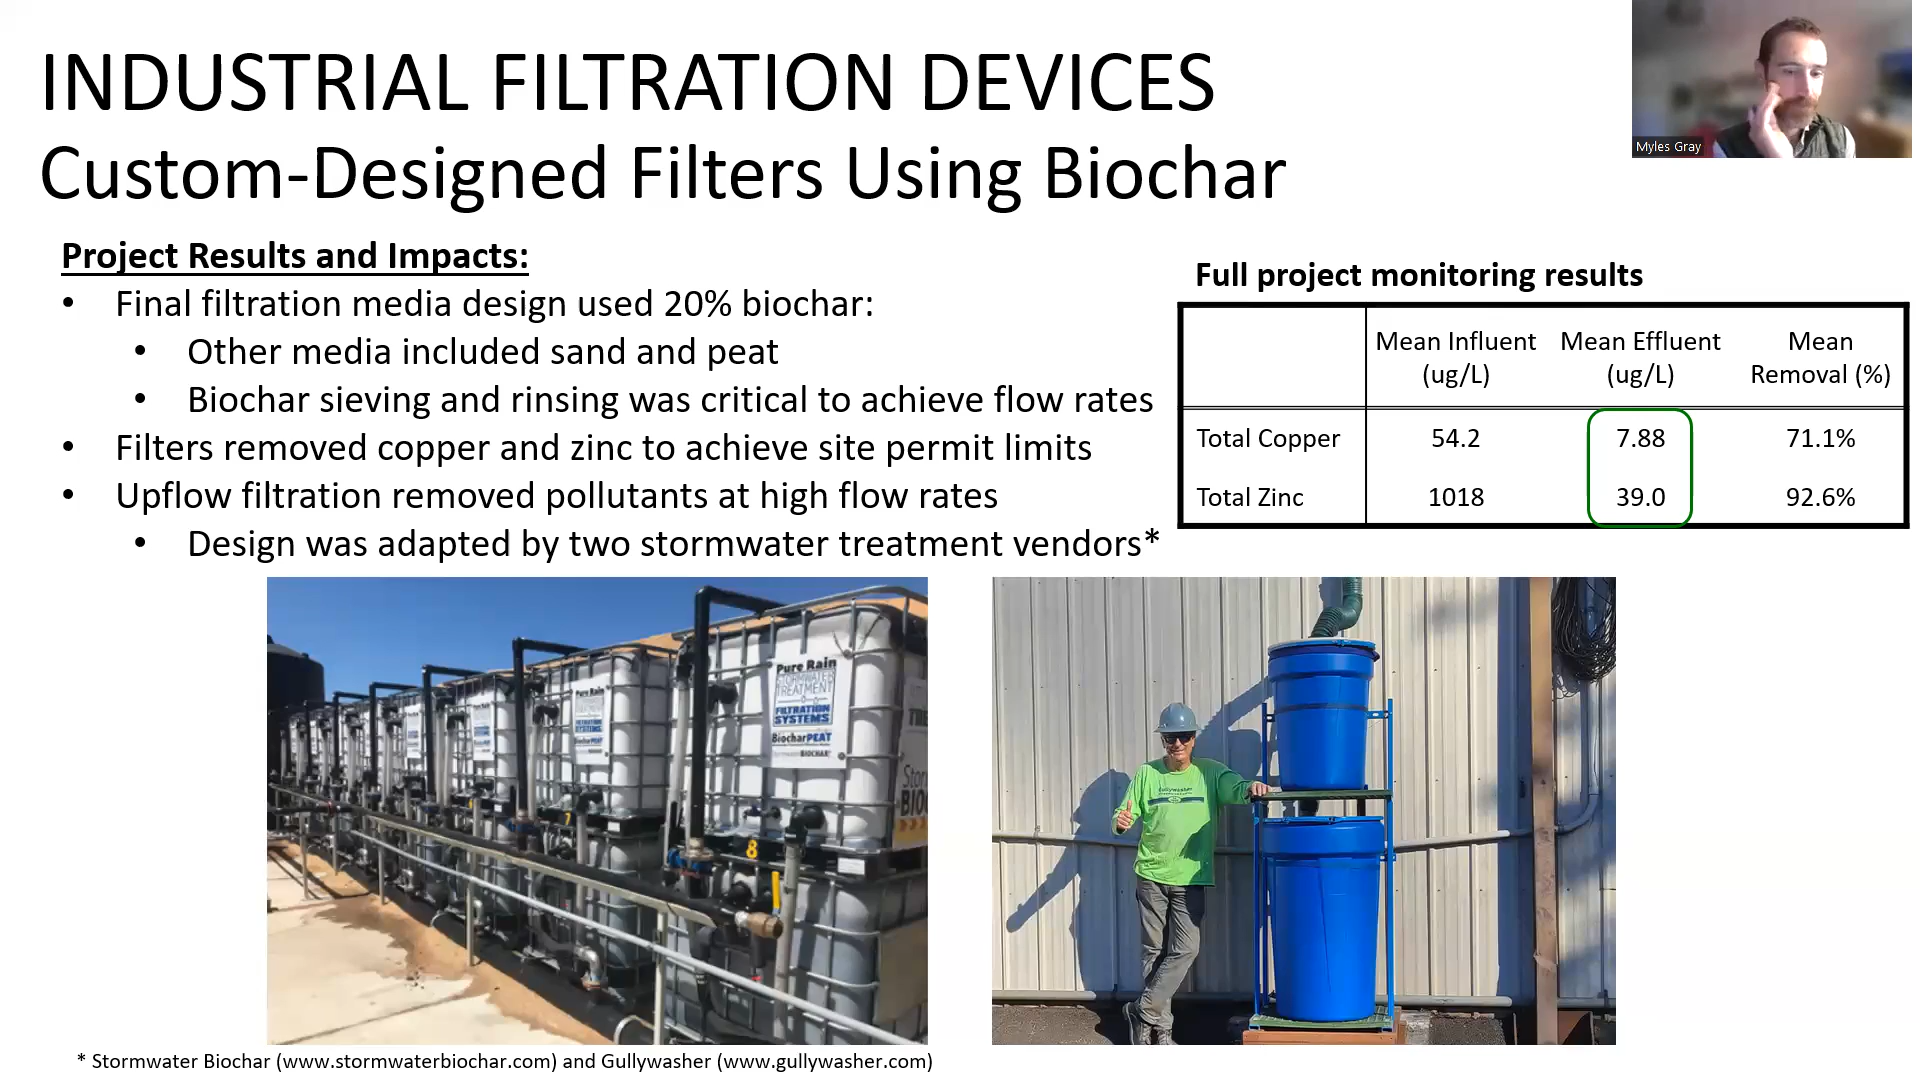 INDUSTRIAL FILTRATION DEVICES
Custom-Designed Filters Using Biochar
Myles Gray
Project Results and Impacts:
• Final filtration media design used 20% biochar:
• Other media included sand and peat
• Biochar sieving and rinsing was critical to achieve flow rates
• Filters removed copper and zinc to achieve site permit limits
• Upflow filtration removed pollutants at high flow rates
• Design was adapted by two stormwater treatment vendors*
Full project monitoring results
Mean Influent (ug/L) Mean Effluent (ug/L) Mean Removal (%)
Total Copper 54.2 7.88 71.1%
Total Zinc 1018 39.0 92.6%
Pure Rain
STORMWATER
TREATMENT
FILTRATION
SYSTEMS
BiocharPEAT
BIOCHAR
Pure Rain
7
8
Gullywasher
* Stormwater Biochar (www.stormwaterbiochar.com) and Gullywasher (www.gullywasher.com)